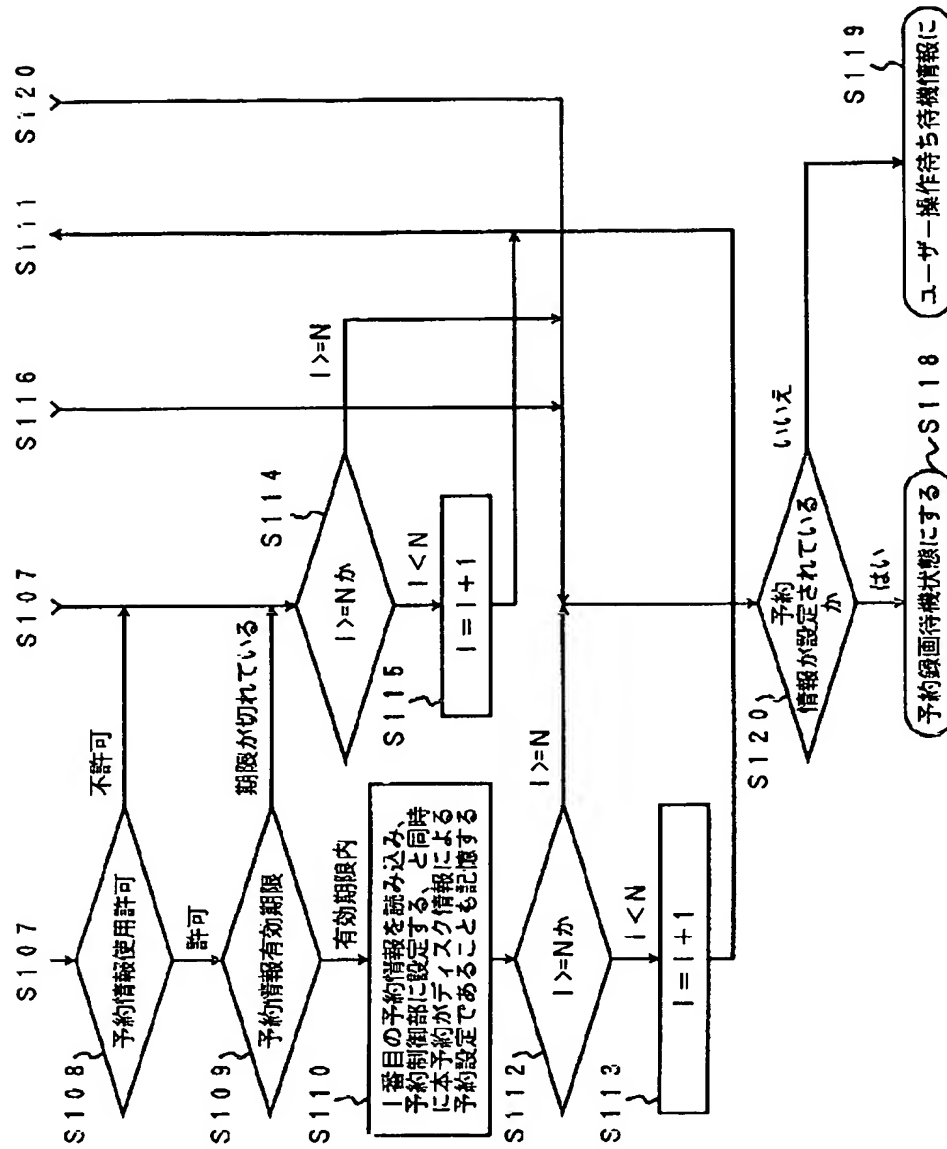 S107
S107
S116
S111
S120
S108
予約情報使用許可
不許可
許可
S109
予約情報有効期限
期限が切れている
有効期限内
S110
I番目の予約情報を読み込み、
予約制御部に設定する、と同時
に本予約がディスク情報による
予約設定であることも記憶する
S114
I>=Nか
I>=N
I<N
S115
I=I+1
S112
I>=Nか
I>=N
I<N
S113
I=I+1
S120
予約
情報が設定されている
か
いいえ
はい
予約録画待機状態にする
S118
S119
ユーザー操作待ち待機情報に